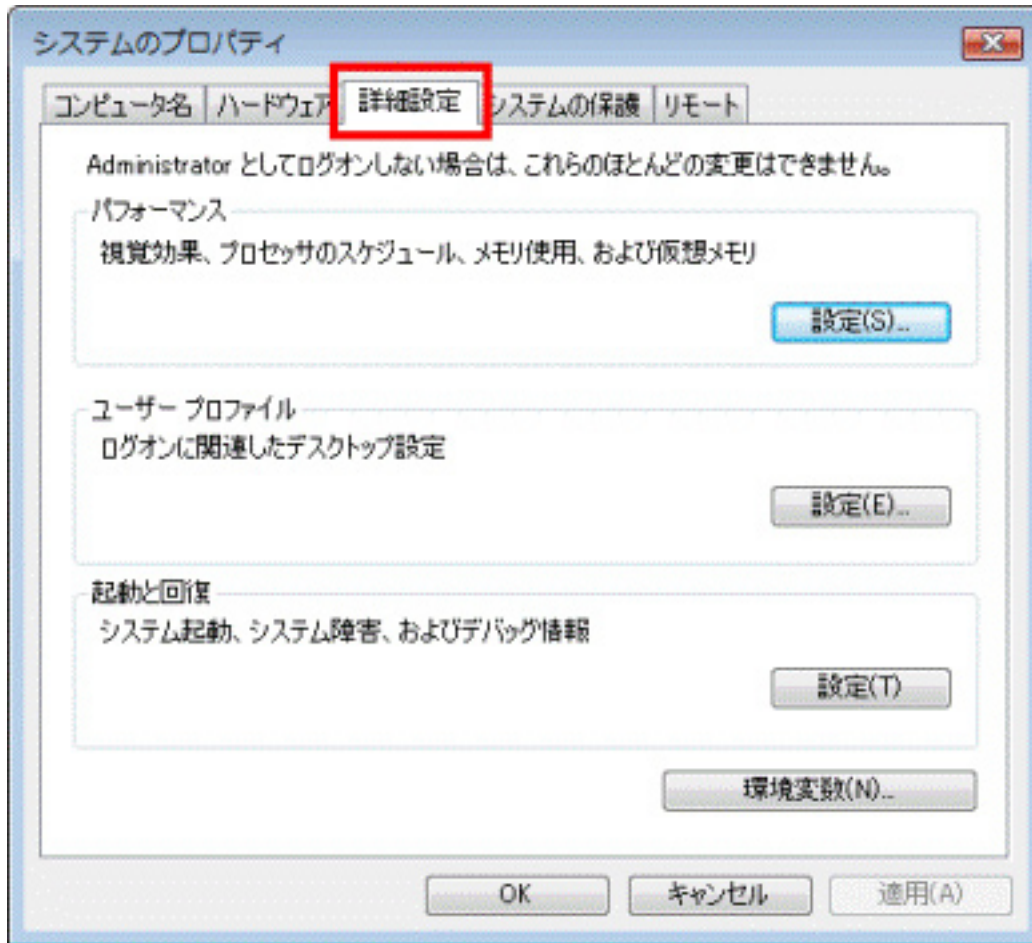 システムのプロパティ
コンピュータ名 ハードウェア 詳細設定 システムの保護 リモート
Administrator としてログオンしない場合は、これらのほとんどの変更はできません。
パフォーマンス
視覚効果、プロセッサのスケジュール、メモリ使用、および仮想メモリ
設定(S)...
ユーザー プロファイル
ログオンに関連したデスクトップ設定
設定(E)...
起動と回復
システム起動、システム障害、およびデバッグ情報
設定(T)
環境変数(N)...
OK キャンセル 適用(A)